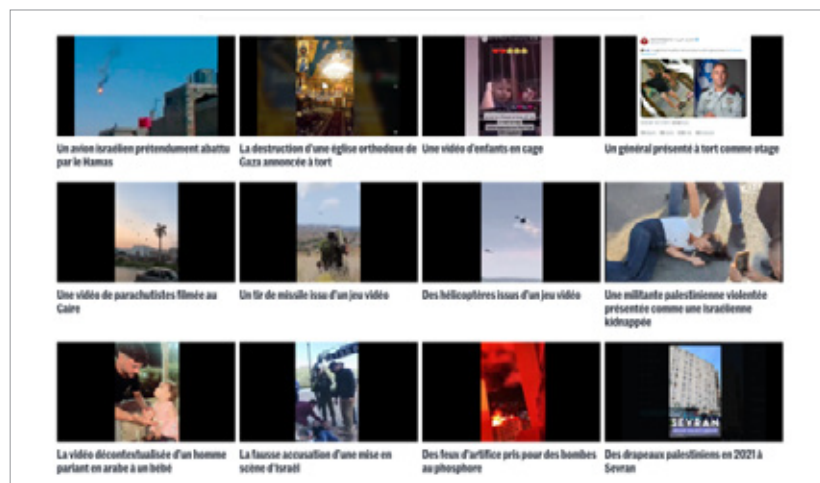 Un avion israélien prétendument abattu
par le Hamas
La destruction d'une église orthodoxe de
Gaza annoncée à tort
Une vidéo d'enfants en cage
Un général présenté à tort comme otage
Une vidéo de parachutistes filmée au
Caire
Un tir de missile issu d'un jeu vidéo
Des hélicoptères issus d'un jeu vidéo
Une militante palestinienne violentée
présentée comme une Israélienne
kidnappée
SEVRAN
La vidéo décontextualisée d'un homme
parlant en arabe à un bébé
La fausse accusation d'une mise en
scène d'Israël
Des feux d'artifice pris pour des bombes
au phosphore
Des drapeaux palestiniens en 2021 à
Sevran